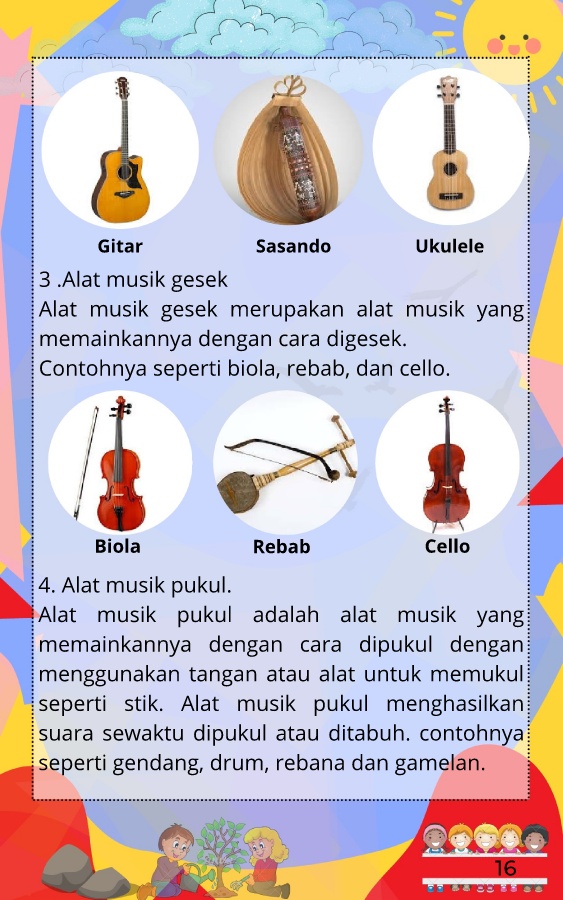 Gitar Sasando Ukulele
3 .Alat musik gesek
Alat musik gesek merupakan alat musik yang
memainkannya dengan cara digesek.
Contohnya seperti biola, rebab, dan cello.
Biola Rebab Cello
4. Alat musik pukul.
Alat musik pukul adalah alat musik yang
memainkannya dengan cara dipukul dengan
menggunakan tangan atau alat untuk memukul
seperti stik. Alat musik pukul menghasilkan
suara sewaktu dipukul atau ditabuh. contohnya
seperti gendang, drum, rebana dan gamelan.
16